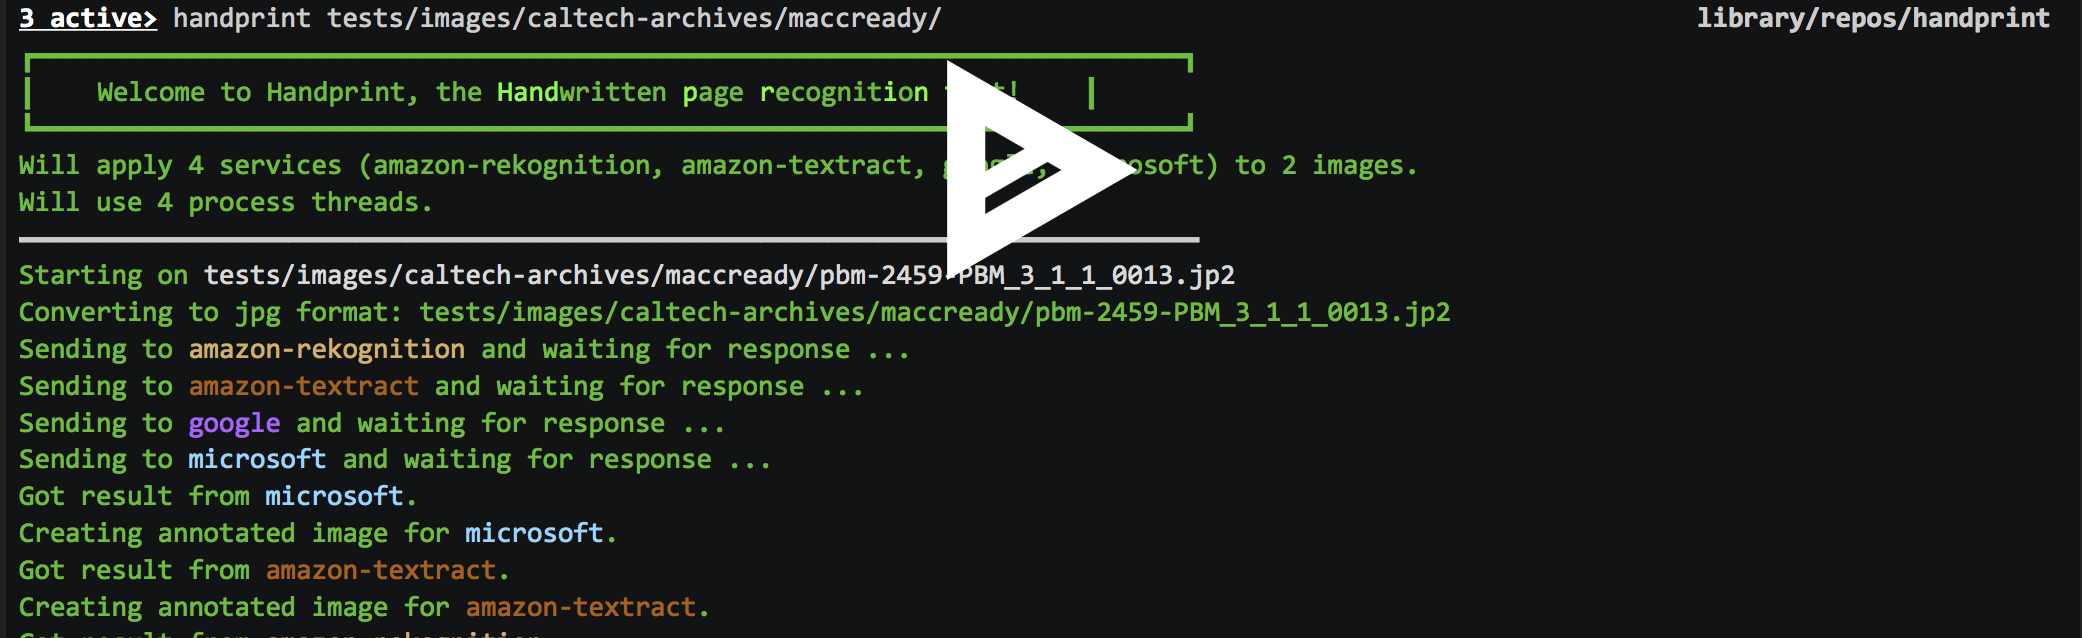 3 active> handprint tests/images/caltech-archives/maccready/ library/repos/handprint
Welcome to Handprint, the Handwritten page recognition
Will apply 4 services (amazon-rekognition, amazon-textract, to 2 images.
Will use 4 process threads.
Starting on tests/images/caltech-archives/maccready/pbm-2459-PBM_3_1_1_0013.jp2
Converting to jpg format: tests/images/caltech-archives/maccready/pbm-2459-PBM_3_1_1_0013.jp2
Sending to amazon-rekognition and waiting for response ...
Sending to amazon-textract and waiting for response ...
Sending to google and waiting for response ...
Sending to microsoft and waiting for response ...
Got result from microsoft.
Creating annotated image for microsoft.
Got result from amazon-textract.
Creating annotated image for amazon-textract.